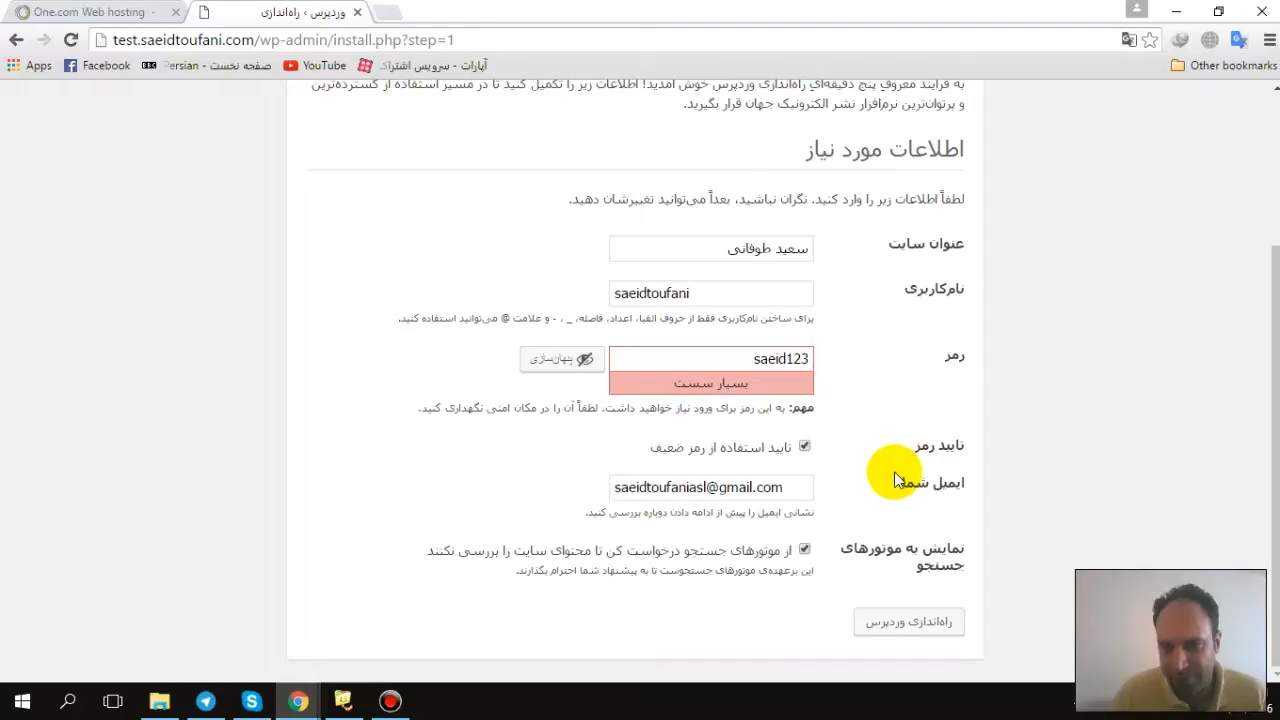 One.com Web hosting -
وردپرس › راه‌اندازی
test.saeidtoufani.com/wp-admin/install.php?step=1
Apps
Facebook
صفحه نخست - Persian
YouTube
آپارات - سرویس اشتراک
Other bookmarks
به فرایند معروفِ پنج دقیقه‌ایِ راه‌اندازی وردپرس خوش آمدید! اطلاعات زیر را تکمیل کنید تا در مسیر استفاده از گسترده‌ترین
و پرتوان‌ترین نرم‌افزار نشر الکترونیک جهان قرار بگیرید.
اطلاعات مورد نیاز
لطفاً اطلاعات زیر را وارد کنید. نگران نباشید، بعداً می‌توانید تغییرشان دهید.
عنوان سایت
سعید طوفانی
نام‌کاربری
saeidtoufani
برای ساختن نام‌کاربری فقط از حروف الفبا، اعداد، فاصله، _ ، - و علامت @ می‌توانید استفاده کنید.
رمز
saeid123
پنهان‌سازی
بسیار سست
مهم: به این رمز برای ورود نیاز خواهید داشت. لطفاً آن را در مکان امنی نگهداری کنید.
تایید رمز
تایید استفاده از رمز ضعیف
ایمیل شما
saeidtoufaniasl@gmail.com
نشانی ایمیل را پیش از ادامه دادن دوباره بررسی کنید.
نمایش به موتورهای
جستجو
از موتورهای جستجو درخواست کن تا محتوای سایت را بررسی نکنند
این برعهده‌ی موتورهای جستجوست تا به پیشنهاد شما احترام بگذارند.
راه‌اندازی وردپرس